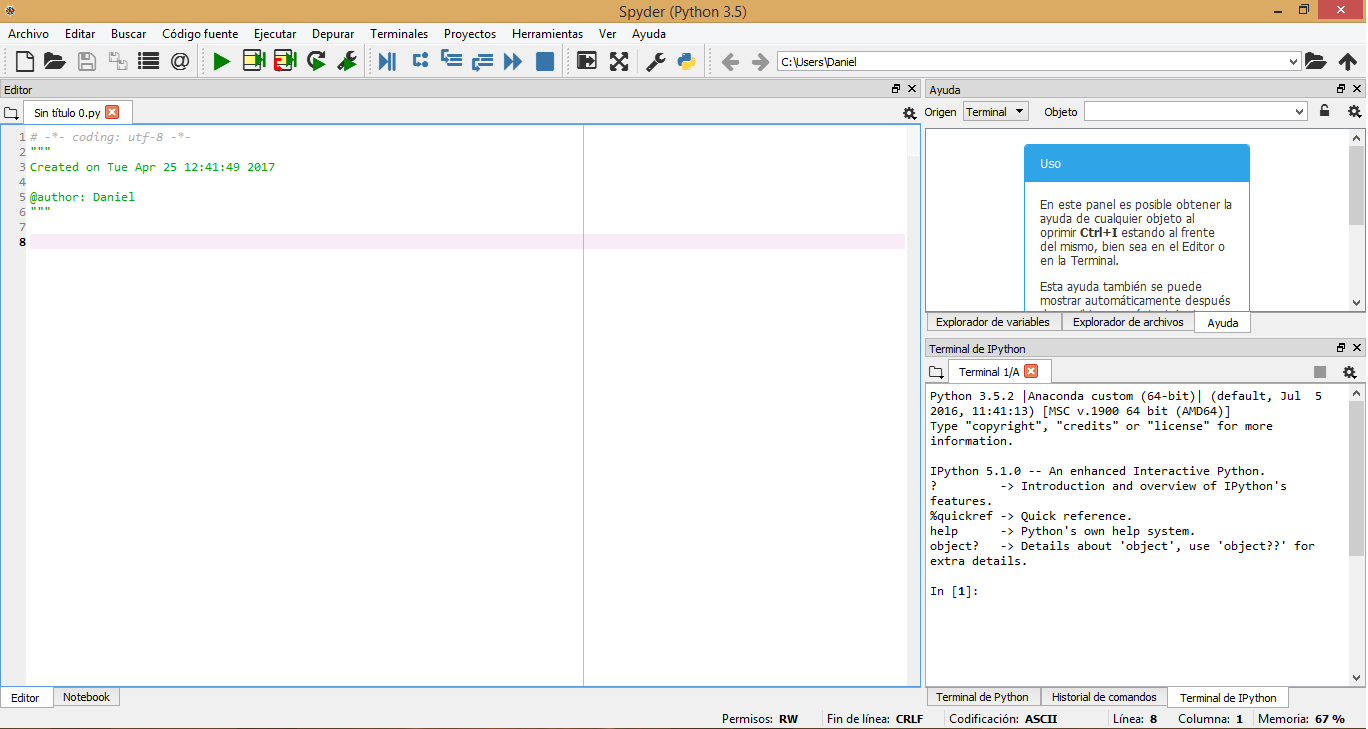 Spyder (Python 3.5)
Archivo Editar Buscar Código fuente Ejecutar Depurar Terminales Proyectos Herramientas Ver Ayuda
@
C:\Users\Daniel
Editor
Sin título 0.py
1 # -*- coding: utf-8 -*-
2 """
3 Created on Tue Apr 25 12:41:49 2017
4
5 @author: Daniel
6 """
7
8
Editor Notebook
Ayuda
Origen Terminal Objeto
Uso
En este panel es posible obtener la
ayuda de cualquier objeto al
oprimir Ctrl+I estando al frente
del mismo, bien sea en el Editor o
en la Terminal.
Esta ayuda también se puede
mostrar automáticamente después
Explorador de variables Explorador de archivos Ayuda
Terminal de IPython
Terminal 1/A
Python 3.5.2 |Anaconda custom (64-bit)| (default, Jul  5
2016, 11:41:13) [MSC v.1900 64 bit (AMD64)]
Type "copyright", "credits" or "license" for more
information.
IPython 5.1.0 -- An enhanced Interactive Python.
?         -> Introduction and overview of IPython's
features.
%quickref -> Quick reference.
help      -> Python's own help system.
object?   -> Details about 'object', use 'object??' for
extra details.
In [1]:
Terminal de Python Historial de comandos Terminal de IPython
Permisos: RW Fin de línea: CRLF Codificación: ASCII Línea: 8 Columna: 1 Memoria: 67 %